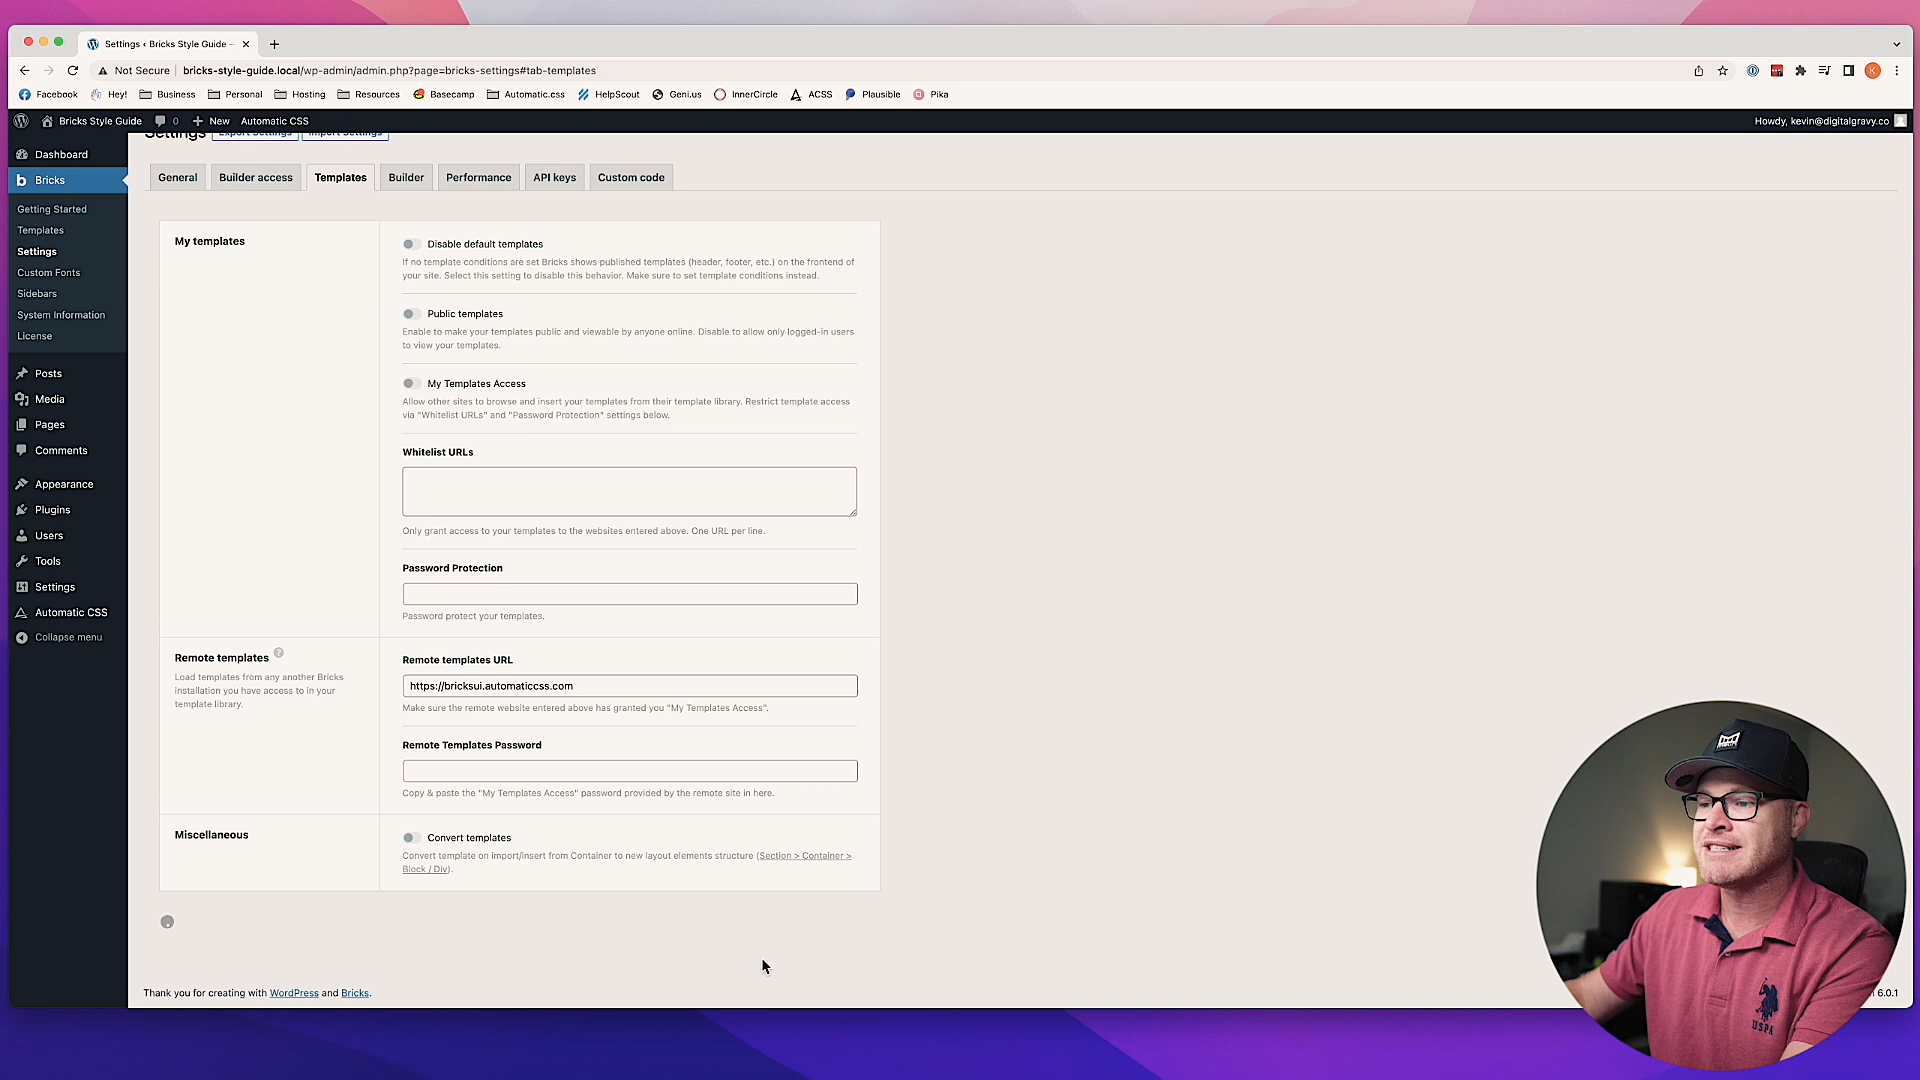 Settings ‹ Bricks Style Guide —
Not Secure
bricks-style-guide.local/wp-admin/admin.php?page=bricks-settings#tab-templates
Facebook
Hey!
Business
Personal
Hosting
Resources
Basecamp
Automatic.css
HelpScout
Geni.us
InnerCircle
ACSS
Plausible
Pika
K
Bricks Style Guide
0
New
Automatic CSS
Howdy, kevin@digitalgravy.co
Dashboard
b Bricks
Getting Started
Templates
Settings
Custom Fonts
Sidebars
System Information
License
Posts
Media
Pages
Comments
Appearance
Plugins
Users
Tools
Settings
Automatic CSS
Collapse menu
Settings
Export Settings
Import Settings
General
Builder access
Templates
Builder
Performance
API keys
Custom code
My templates
Disable default templates
If no template conditions are set Bricks shows published templates (header, footer, etc.) on the frontend of
your site. Select this setting to disable this behavior. Make sure to set template conditions instead.
Public templates
Enable to make your templates public and viewable by anyone online. Disable to allow only logged-in users
to view your templates.
My Templates Access
Allow other sites to browse and insert your templates from their template library. Restrict template access
via "Whitelist URLs" and "Password Protection" settings below.
Whitelist URLs
Only grant access to your templates to the websites entered above. One URL per line.
Password Protection
Password protect your templates.
Remote templates
?
Load templates from any another Bricks
installation you have access to in your
template library.
Remote templates URL
https://bricksui.automaticcss.com
Make sure the remote website entered above has granted you "My Templates Access".
Remote Templates Password
Copy & paste the "My Templates Access" password provided by the remote site in here.
Miscellaneous
Convert templates
Convert template on import/insert from Container to new layout elements structure (Section > Container >
Block / Div).
Thank you for creating with WordPress and Bricks.
6.0.1
USPA